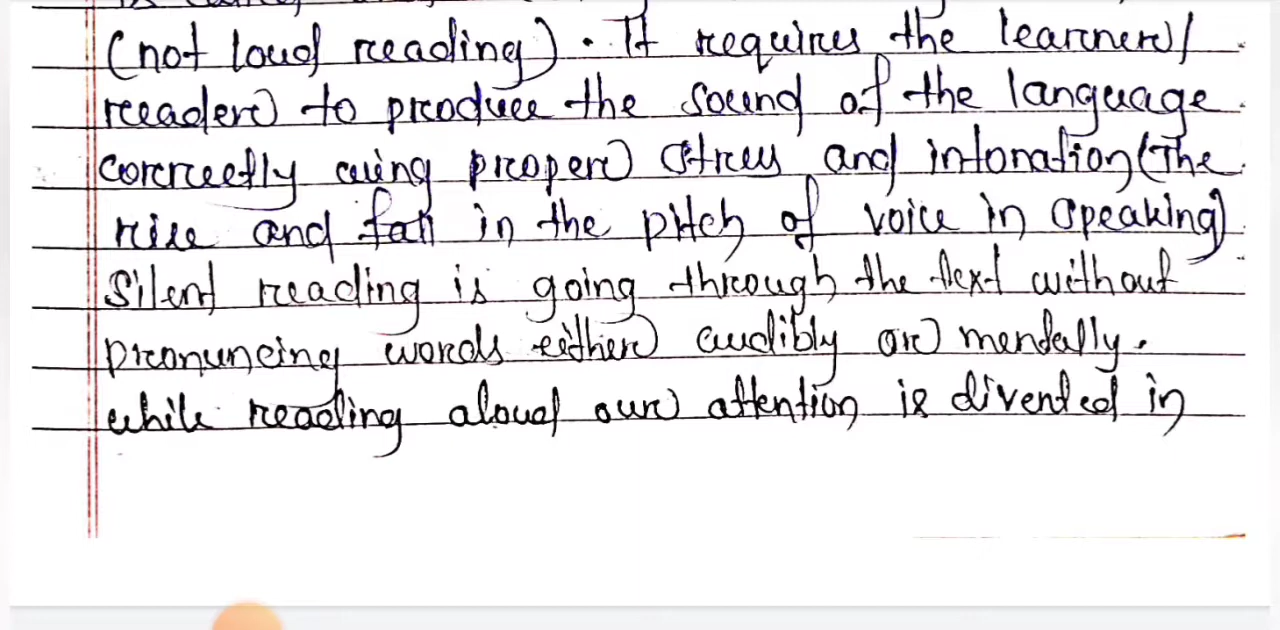 (not loud reading). It requires the learner/
reader to produce the sound of the language
correctly using proper stress and intonation (The
rise and fall in the pitch of voice in speaking)
Silent reading is going through the text without
pronuncing words either audibly or mentally.
while reading aloud our attention is diverted in